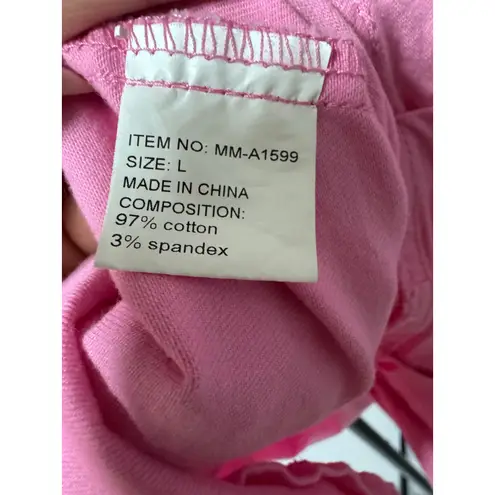 ITEM NO: MM-A1599
SIZE: L
MADE IN CHINA
COMPOSITION:
97% cotton
3% spandex